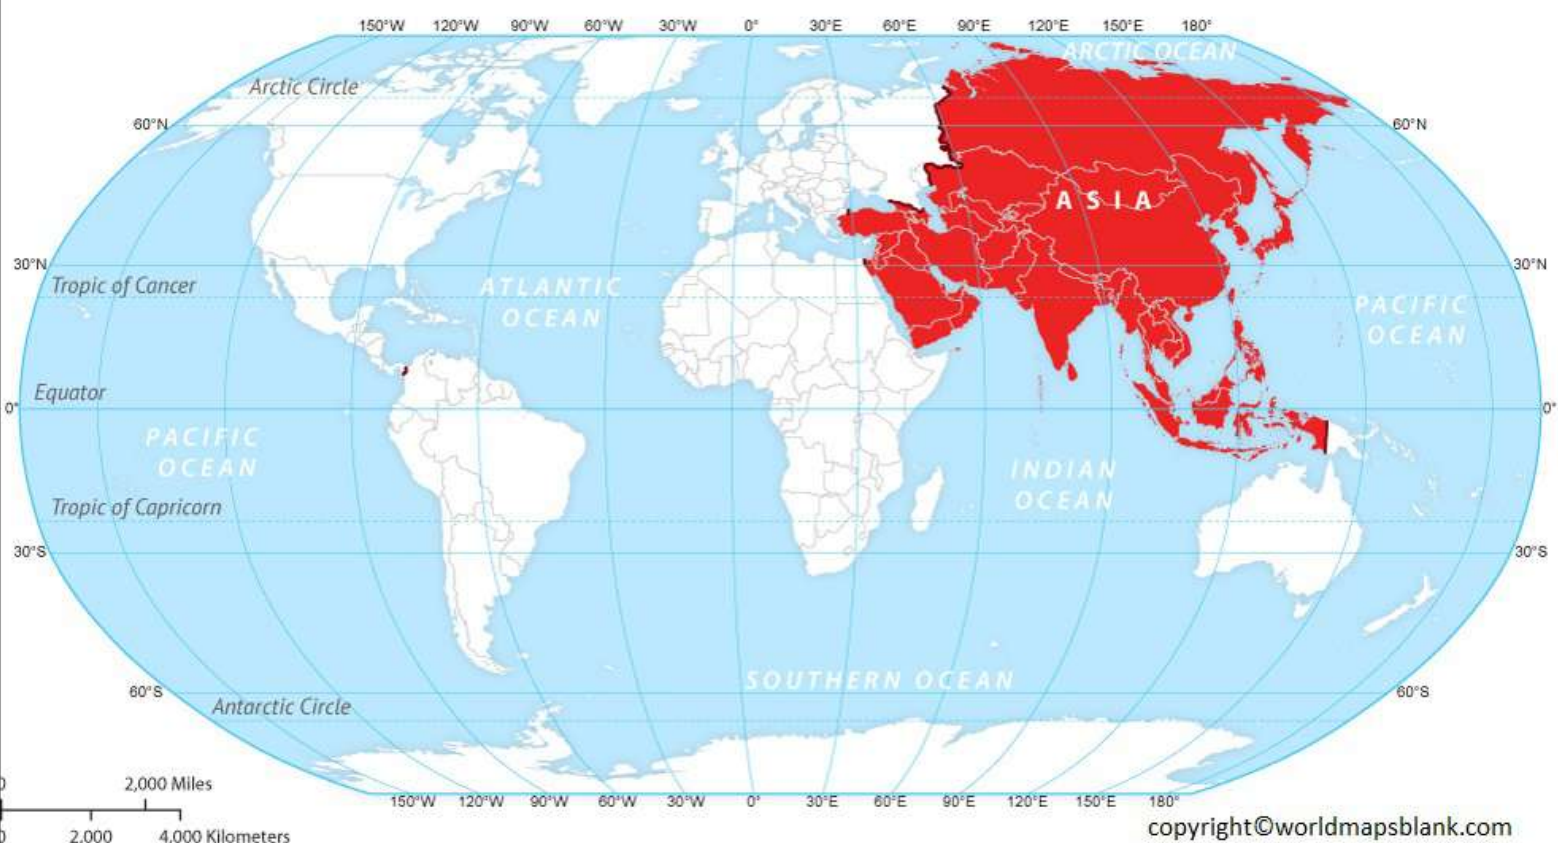 150°W 120°W 90°W 60°W 30°W 0° 30°E 60°E 90°E 120°E 150°E 180°
ARCTIC OCEAN
Arctic Circle
60°N 60°N
ASIA
30°N 30°N
Tropic of Cancer
ATLANTIC
OCEAN
PACIFIC
OCEAN
Equator
0° 0°
PACIFIC
OCEAN
INDIAN
OCEAN
Tropic of Capricorn
30°S 30°S
SOUTHERN OCEAN
60°S 60°S
Antarctic Circle
0 2,000 Miles
150°W 120°W 90°W 60°W 30°W 0° 30°E 60°E 90°E 120°E 150°E 180°
0 2,000 4,000 Kilometers
copyright©worldmapsblank.com